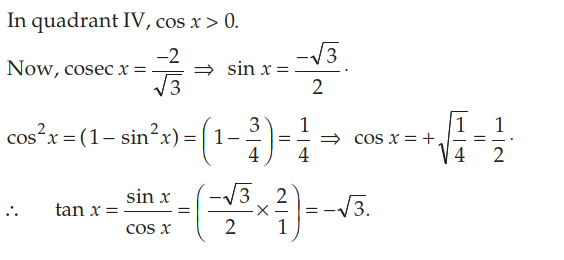 In quadrant IV, cos x > 0.
Now, cosec x = −2/√3 ⇒ sin x = −√3/2 ·
cos²x = (1 − sin²x) = (1 − 3/4) = 1/4 ⇒ cos x = +√(1/4) = 1/2 ·
∴ tan x = sin x/cos x = (−√3/2 × 2/1) = −√3.